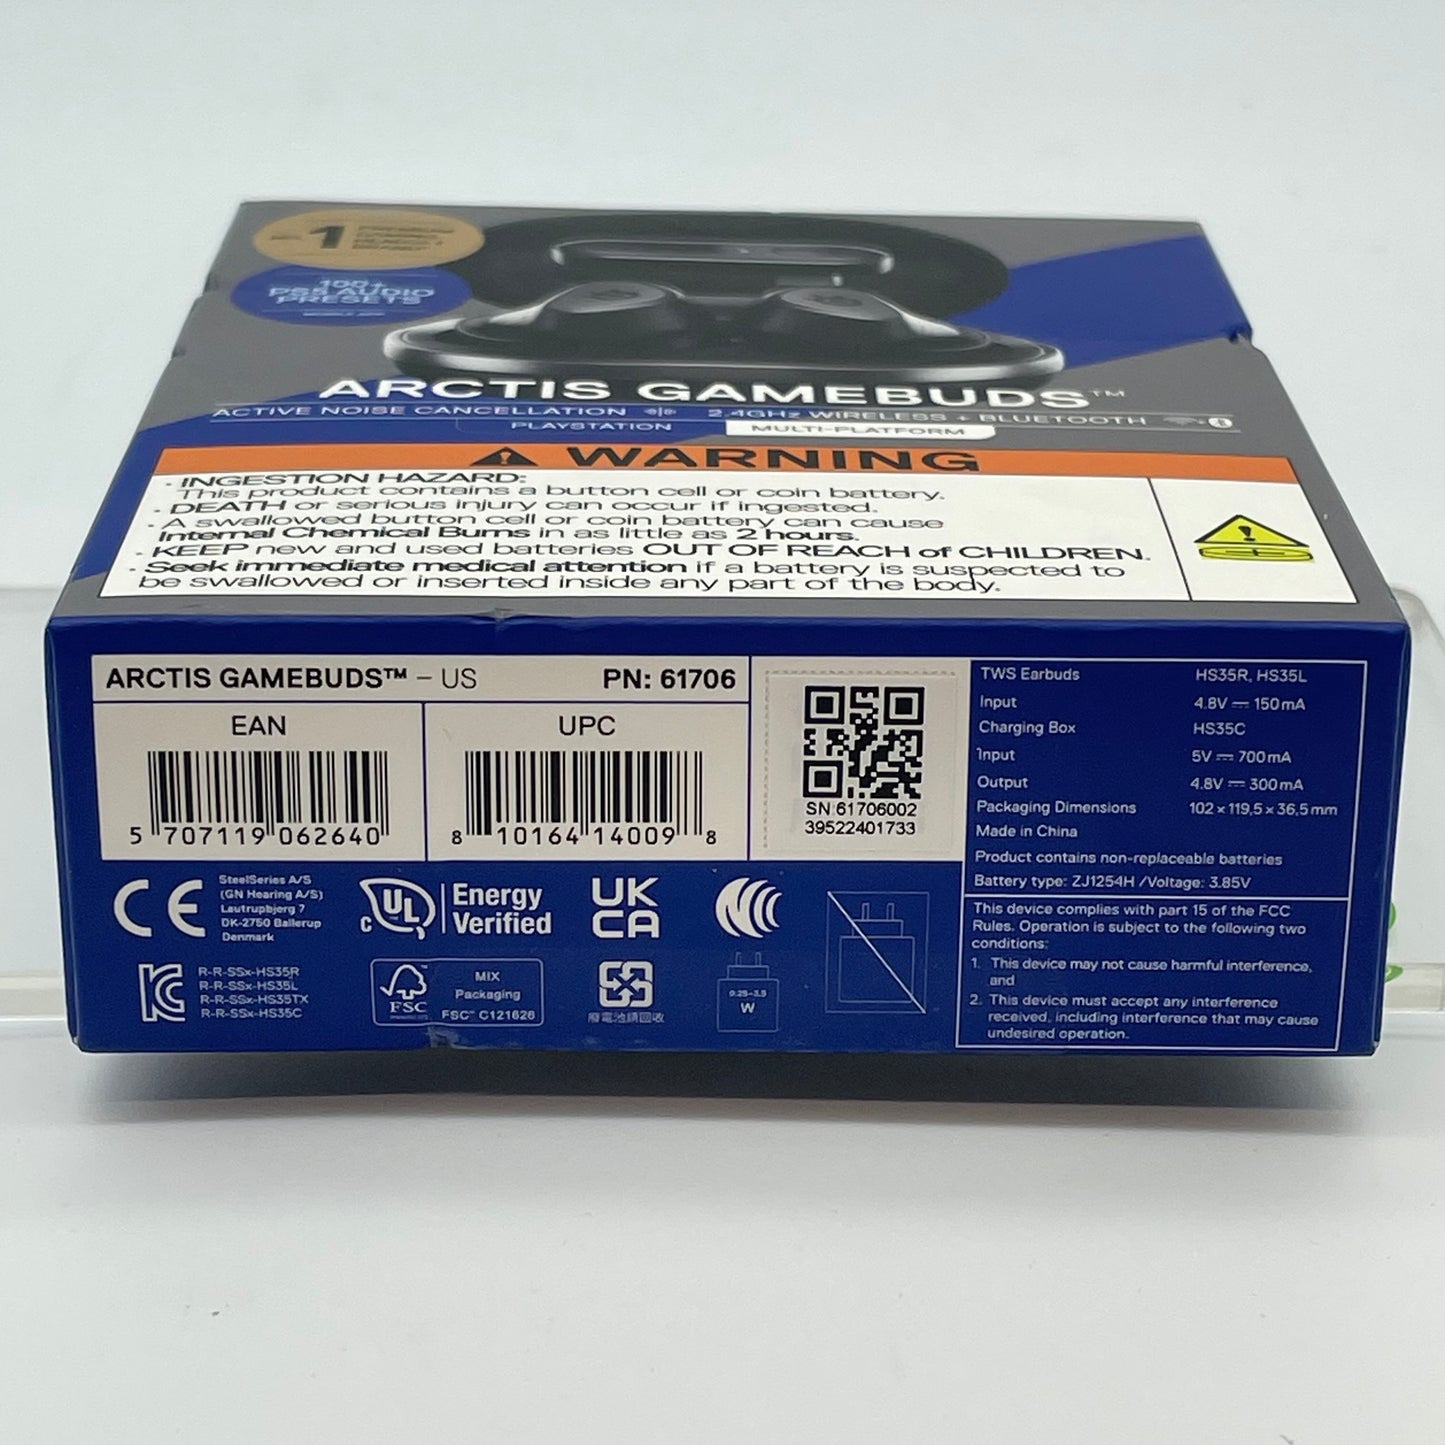 1
100+
PS5 AUDIO
PRESETS
ARCTIS GAMEBUDS™
ACTIVE NOISE CANCELLATION 2.4GHz WIRELESS + BLUETOOTH
PLAYSTATION MULTI-PLATFORM
WARNING
· INGESTION HAZARD:
This product contains a button cell or coin battery.
· DEATH or serious injury can occur if ingested.
· A swallowed button cell or coin battery can cause
Internal Chemical Burns in as little as 2 hours.
· KEEP new and used batteries OUT OF REACH of CHILDREN.
· Seek immediate medical attention if a battery is suspected to
be swallowed or inserted inside any part of the body.
ARCTIS GAMEBUDS™ – US PN: 61706
EAN
5 707119 062640
UPC
8 10164 14009 8
SN 61706002
39522401733
TWS Earbuds HS35R, HS35L
Input 4.8V ⎓ 150mA
Charging Box HS35C
Input 5V ⎓ 700mA
Output 4.8V ⎓ 300mA
Packaging Dimensions 102 x 119,5 x 36,5 mm
Made in China
Product contains non-replaceable batteries
Battery type: ZJ1254H /Voltage: 3.85V
This device complies with part 15 of the FCC
Rules. Operation is subject to the following two
conditions:
1. This device may not cause harmful interference,
and
2. This device must accept any interference
received, including interference that may cause
undesired operation.
CE
SteelSeries A/S
(GN Hearing A/S)
Lautrupbjerg 7
DK-2750 Ballerup
Denmark
c UL Energy
Verified
UK
CA
R-R-SSx-HS35R
R-R-SSx-HS35L
R-R-SSx-HS35TX
R-R-SSx-HS35C
FSC
MIX
Packaging
FSC™ C121626
廢電池請回收
0.25-3.5
W